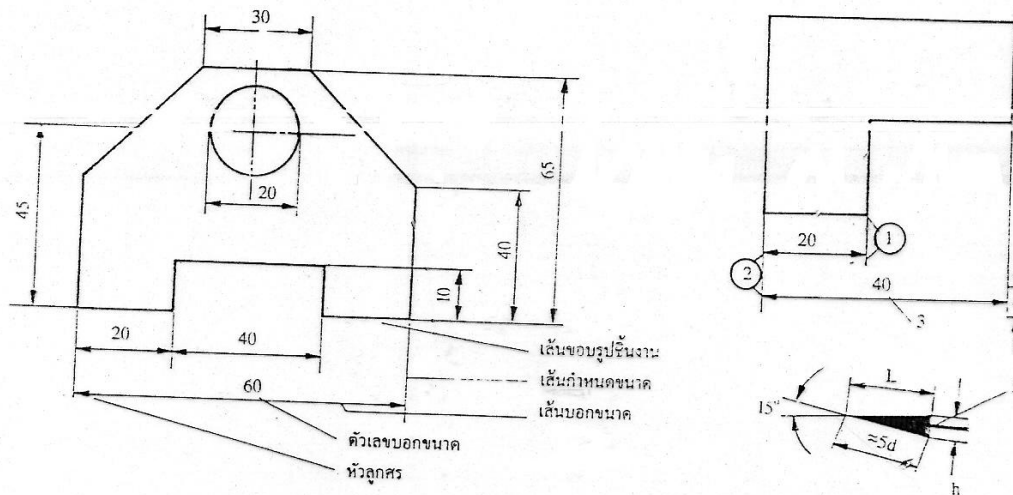 30
20
45
65
40
10
20
40
60
เส้นขอบรูปชิ้นงาน
เส้นกำหนดขนาด
เส้นบอกขนาด
ตัวเลขบอกขนาด
หัวลูกศร
20
1
2
40
3
L
15°
≈5d
h